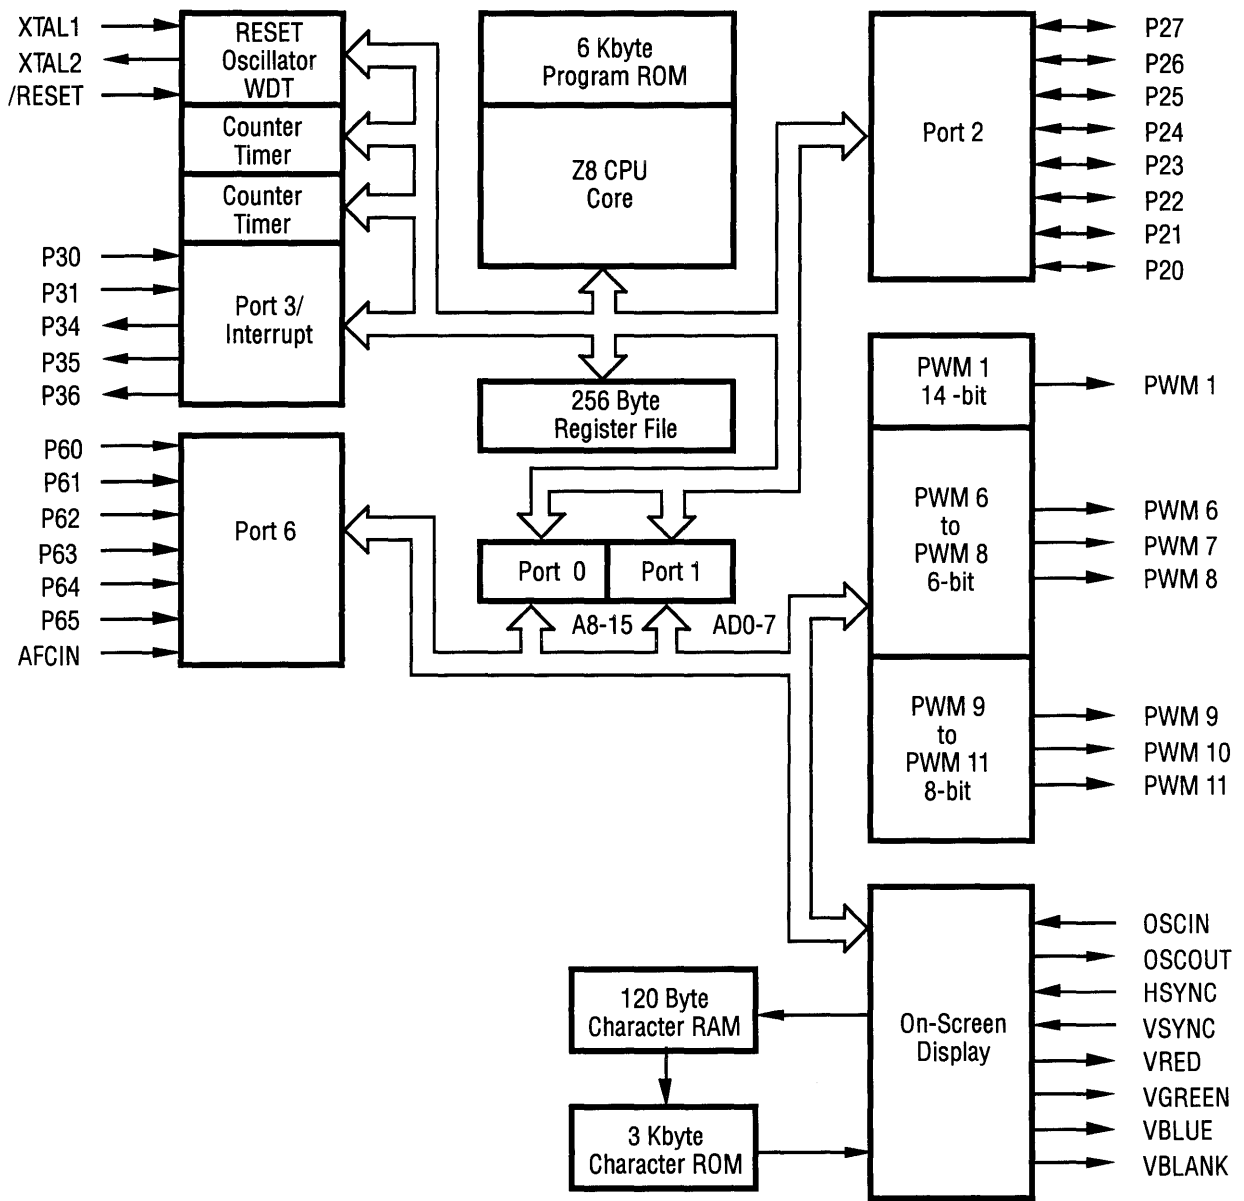 XTAL1
XTAL2
/RESET
RESET
Oscillator
WDT
Counter
Timer
Counter
Timer
P30
P31
P34
P35
P36
Port 3/
Interrupt
P60
P61
P62
P63
P64
P65
AFCIN
Port 6
6 Kbyte
Program ROM
Z8 CPU
Core
256 Byte
Register File
Port 0
Port 1
A8-15
AD0-7
Port 2
P27
P26
P25
P24
P23
P22
P21
P20
PWM 1
14 -bit
PWM 1
PWM 6
to
PWM 8
6-bit
PWM 6
PWM 7
PWM 8
PWM 9
to
PWM 11
8-bit
PWM 9
PWM 10
PWM 11
120 Byte
Character RAM
3 Kbyte
Character ROM
On-Screen
Display
OSCIN
OSCOUT
HSYNC
VSYNC
VRED
VGREEN
VBLUE
VBLANK